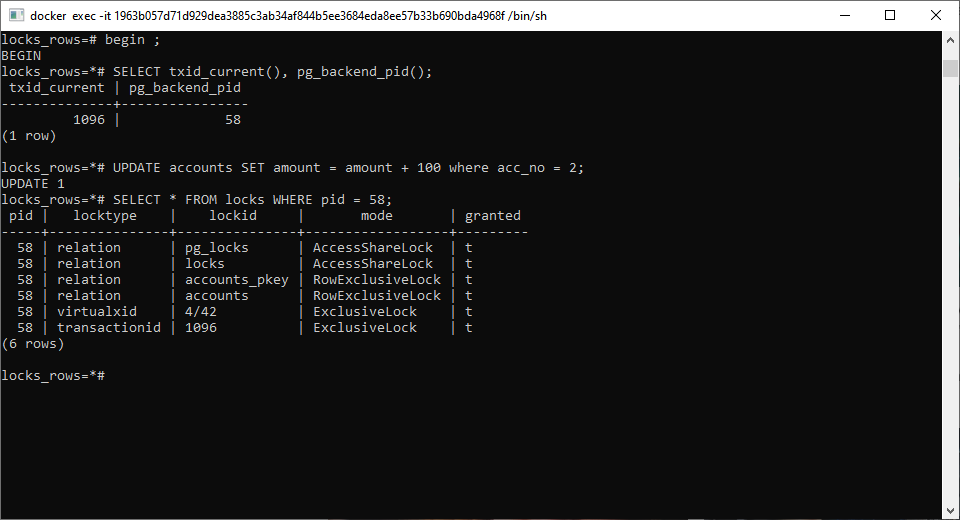 docker exec -it 1963b057d71d929dea3885c3ab34af844b5ee3684eda8ee57b33b690bda4968f /bin/sh
locks_rows=# begin ;
BEGIN
locks_rows=*# SELECT txid_current(), pg_backend_pid();
 txid_current | pg_backend_pid
--------------+----------------
         1096 |             58
(1 row)

locks_rows=*# UPDATE accounts SET amount = amount + 100 where acc_no = 2;
UPDATE 1
locks_rows=*# SELECT * FROM locks WHERE pid = 58;
 pid |   locktype    |    lockid     |       mode       | granted
-----+---------------+---------------+------------------+---------
  58 | relation      | pg_locks      | AccessShareLock  | t
  58 | relation      | locks         | AccessShareLock  | t
  58 | relation      | accounts_pkey | RowExclusiveLock | t
  58 | relation      | accounts      | RowExclusiveLock | t
  58 | virtualxid    | 4/42          | ExclusiveLock    | t
  58 | transactionid | 1096          | ExclusiveLock    | t
(6 rows)

locks_rows=*#